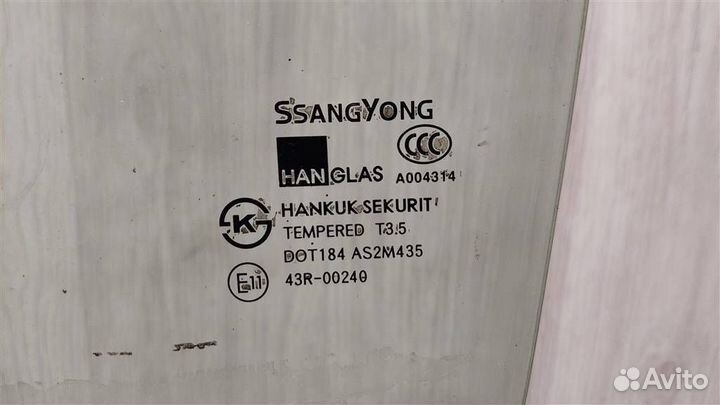 SSANGYONG
HANGLAS
CCC
A004314
HANKUK SEKURIT
K
TEMPERED T3.5
DOT184 AS2M435
E11
43R-00240
Avito